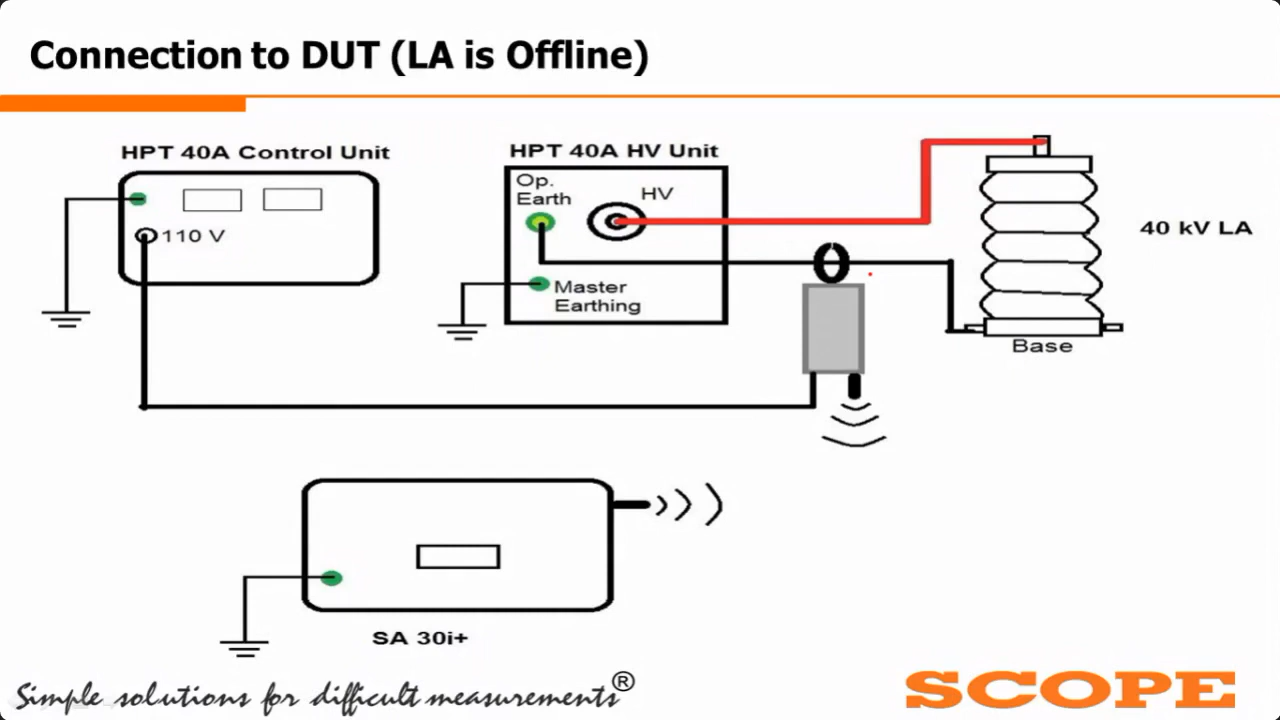 Connection to DUT (LA is Offline)
HPT 40A Control Unit
110 V
HPT 40A HV Unit
Op.
Earth
HV
Master
Earthing
40 kV LA
Base
SA 30i+
Simple solutions for difficult measurements®
SCOPE